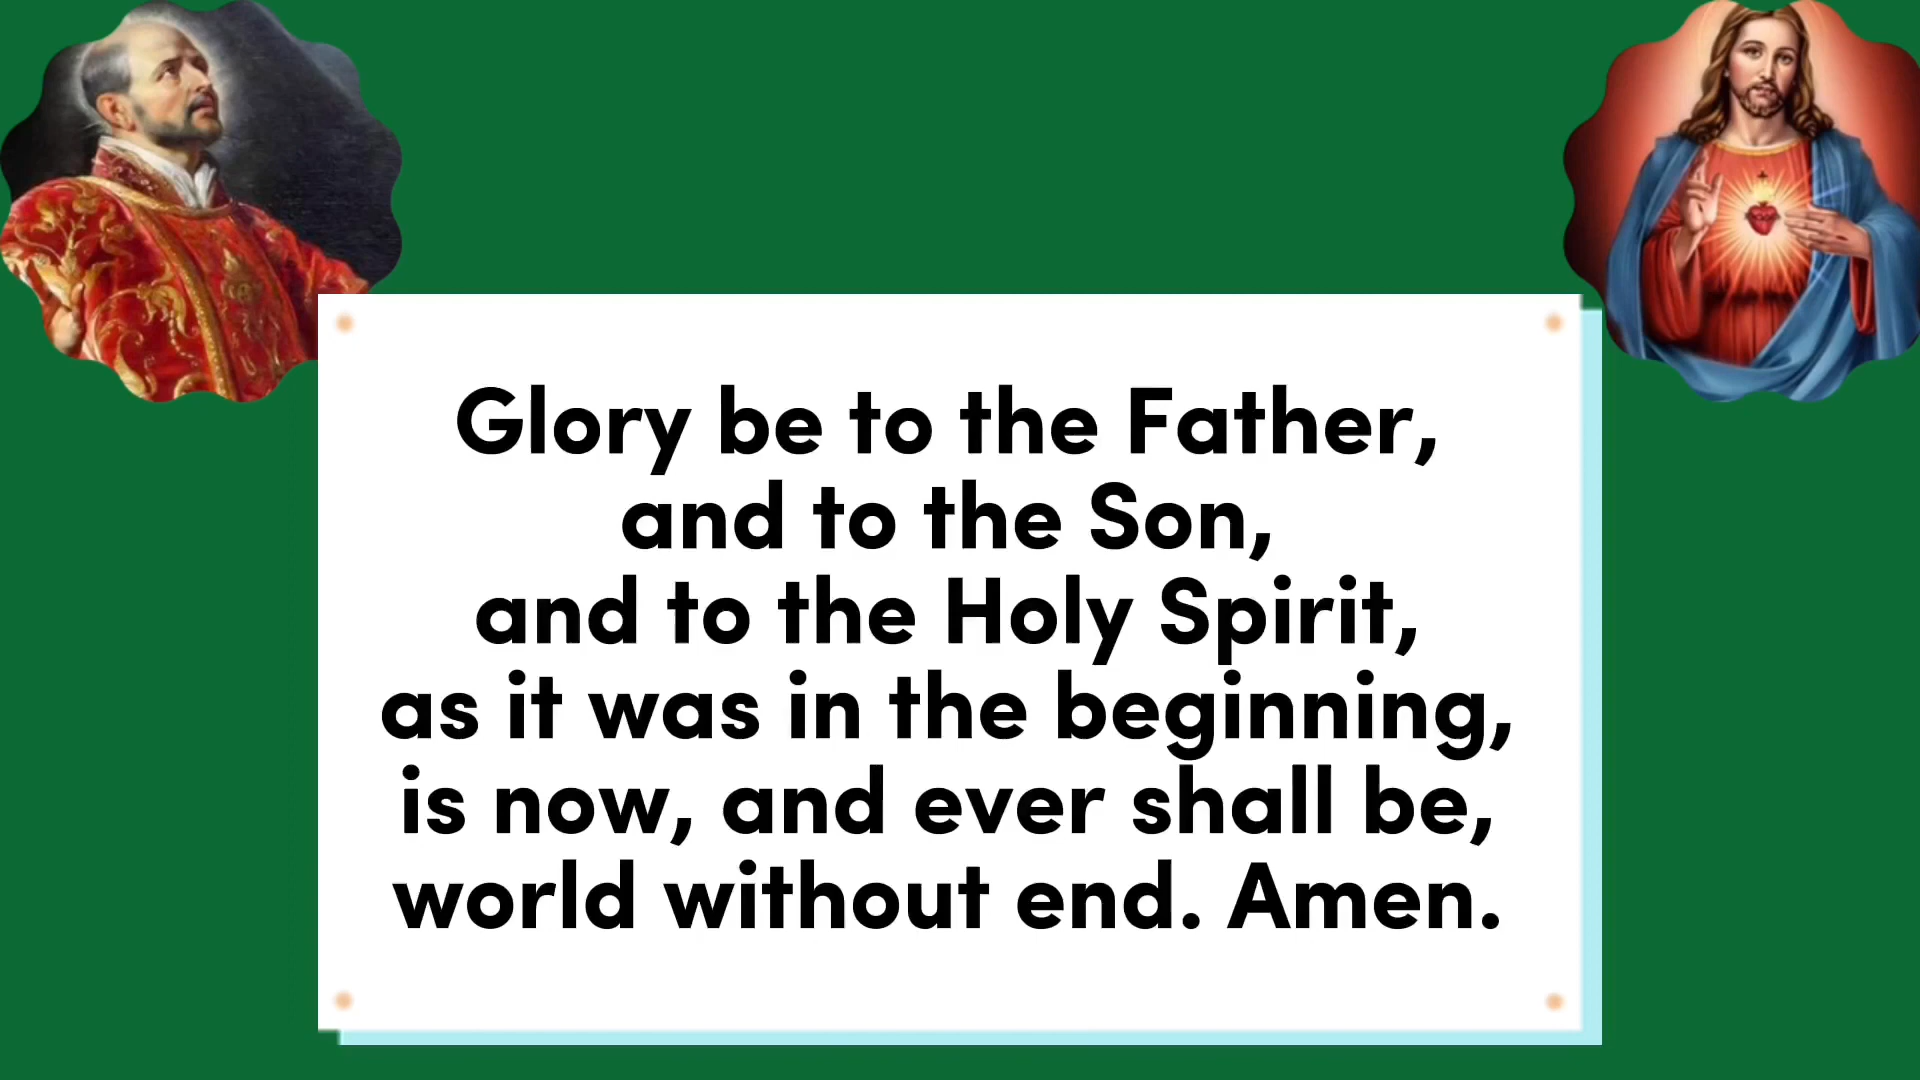 Glory be to the Father,
and to the Son,
and to the Holy Spirit,
as it was in the beginning,
is now, and ever shall be,
world without end. Amen.